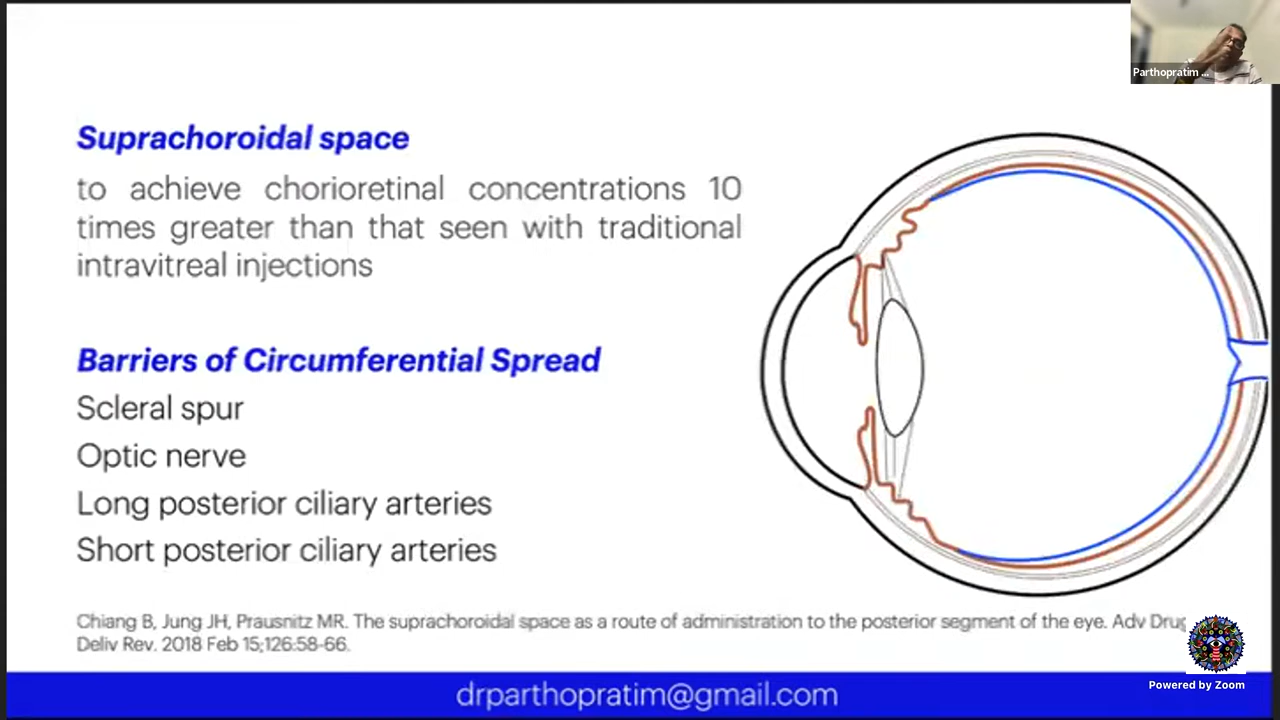 Parthopratim ...
Suprachoroidal space
to achieve chorioretinal concentrations 10
times greater than that seen with traditional
intravitreal injections
Barriers of Circumferential Spread
Scleral spur
Optic nerve
Long posterior ciliary arteries
Short posterior ciliary arteries
Chiang B, Jung JH, Prausnitz MR. The suprachoroidal space as a route of administration to the posterior segment of the eye. Adv Drug
Deliv Rev. 2018 Feb 15;126:58-66.
drparthopratim@gmail.com
Powered by Zoom